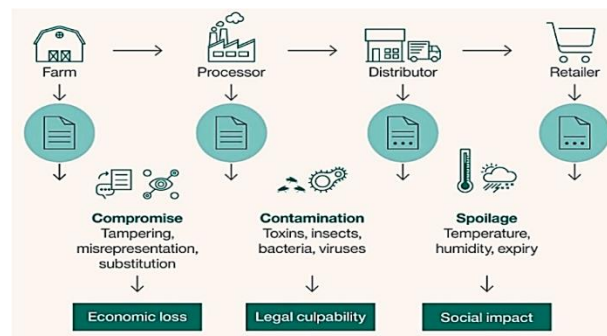 Farm
Processor
Distributor
Retailer
Compromise
Tampering,
misrepresentation,
substitution
Contamination
Toxins, insects,
bacteria, viruses
Spoilage
Temperature,
humidity, expiry
Economic loss
Legal culpability
Social impact